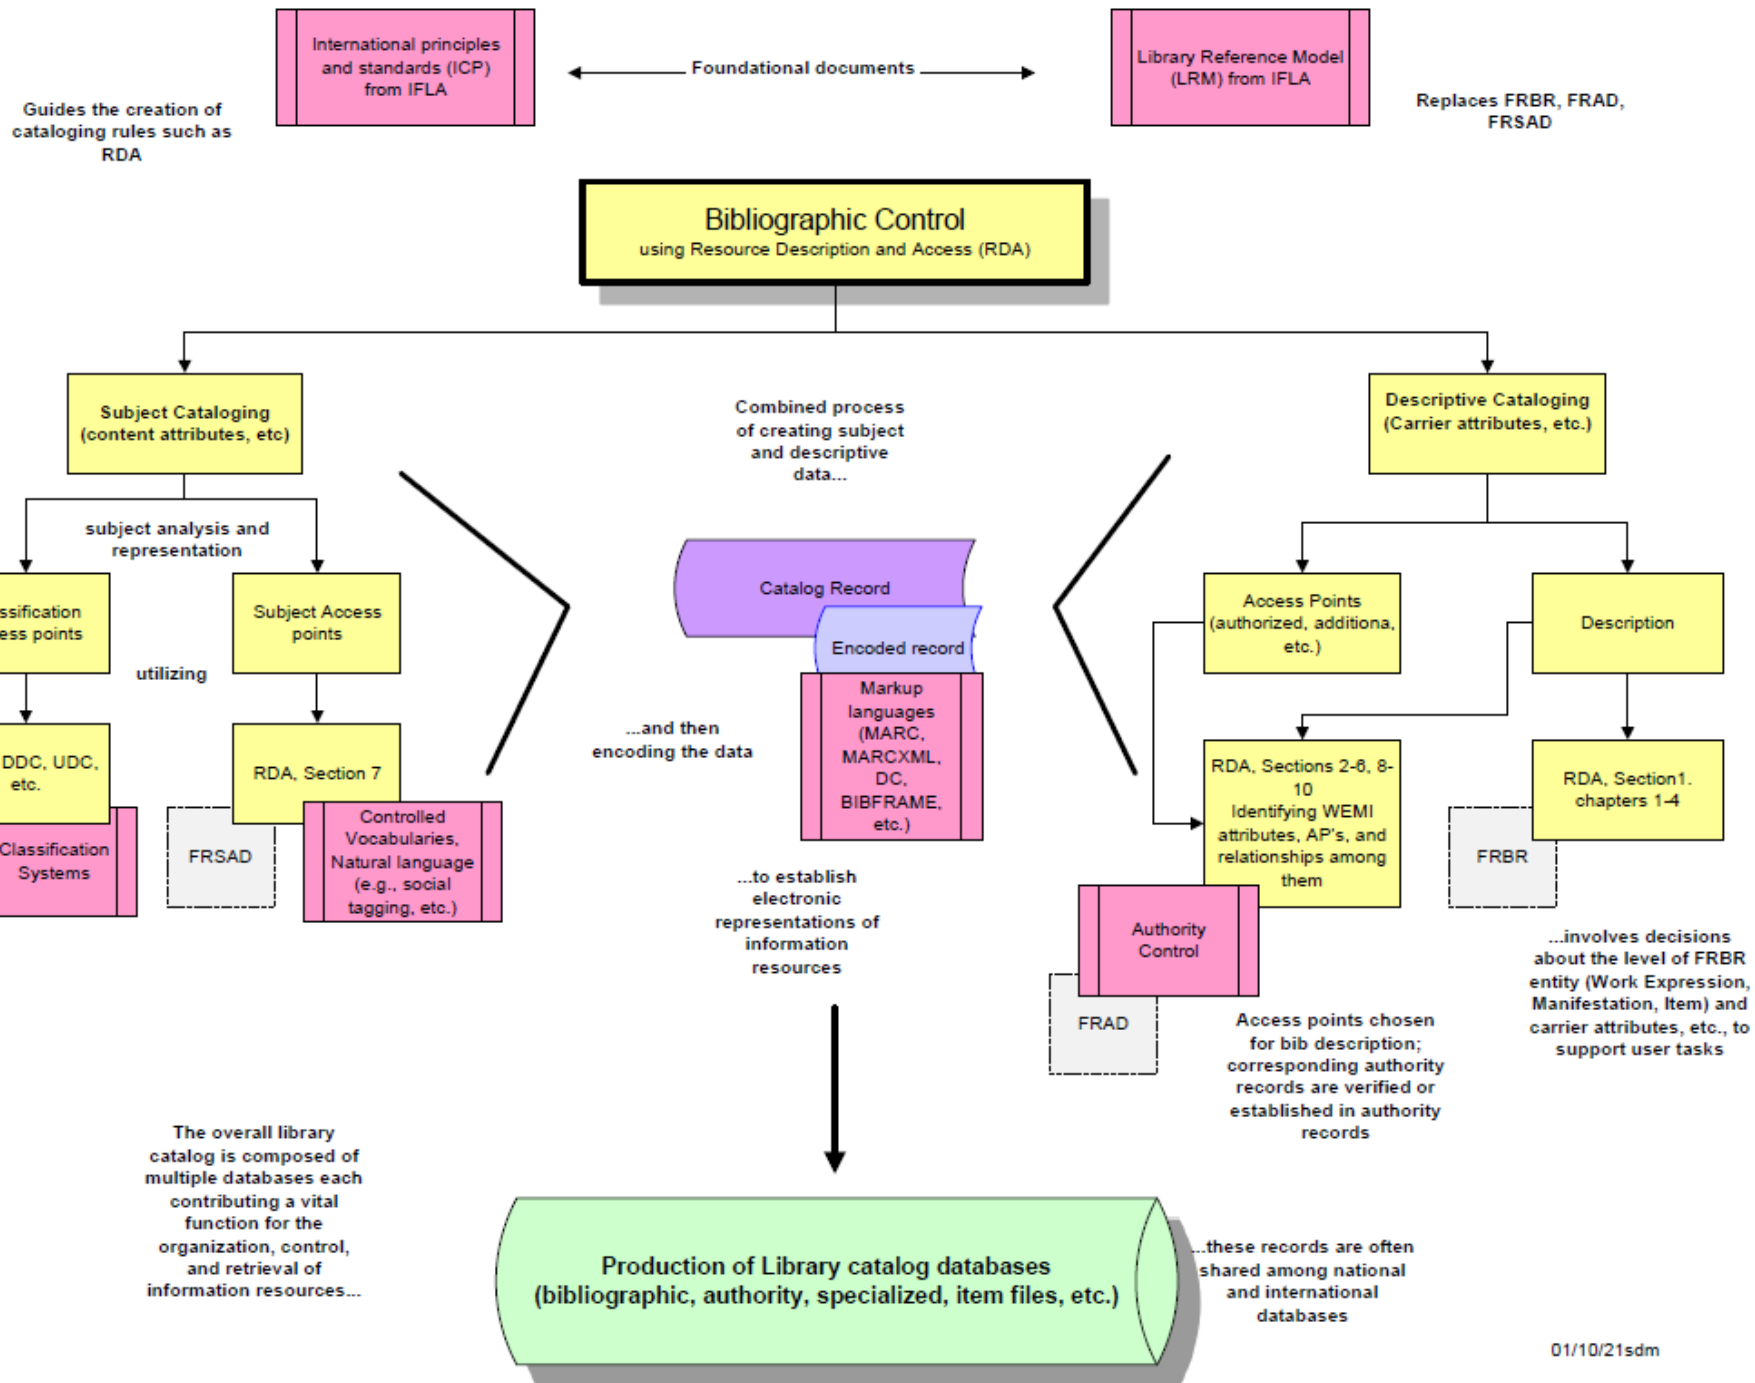 International principles
and standards (ICP)
from IFLA
Foundational documents
Library Reference Model
(LRM) from IFLA
Guides the creation of
cataloging rules such as
RDA
Replaces FRBR, FRAD,
FRSAD
Bibliographic Control
using Resource Description and Access (RDA)
Subject Cataloging
(content attributes, etc)
Combined process
of creating subject
and descriptive
data...
Descriptive Cataloging
(Carrier attributes, etc.)
subject analysis and
representation
ssification
ess points
Subject Access
points
utilizing
DDC, UDC,
etc.
RDA, Section 7
Classification
Systems
FRSAD
Controlled
Vocabularies,
Natural language
(e.g., social
tagging, etc.)
Catalog Record
Encoded record
Markup
languages
(MARC,
MARCXML,
DC,
BIBFRAME,
etc.)
...and then
encoding the data
...to establish
electronic
representations of
information
resources
Access Points
(authorized, additiona,
etc.)
Description
RDA, Sections 2-6, 8-
10
Identifying WEMI
attributes, AP's, and
relationships among
them
RDA, Section1.
chapters 1-4
FRBR
Authority
Control
FRAD
...involves decisions
about the level of FRBR
entity (Work Expression,
Manifestation, Item) and
carrier attributes, etc., to
support user tasks
Access points chosen
for bib description;
corresponding authority
records are verified or
established in authority
records
The overall library
catalog is composed of
multiple databases each
contributing a vital
function for the
organization, control,
and retrieval of
information resources...
Production of Library catalog databases
(bibliographic, authority, specialized, item files, etc.)
...these records are often
shared among national
and international
databases
01/10/21sdm